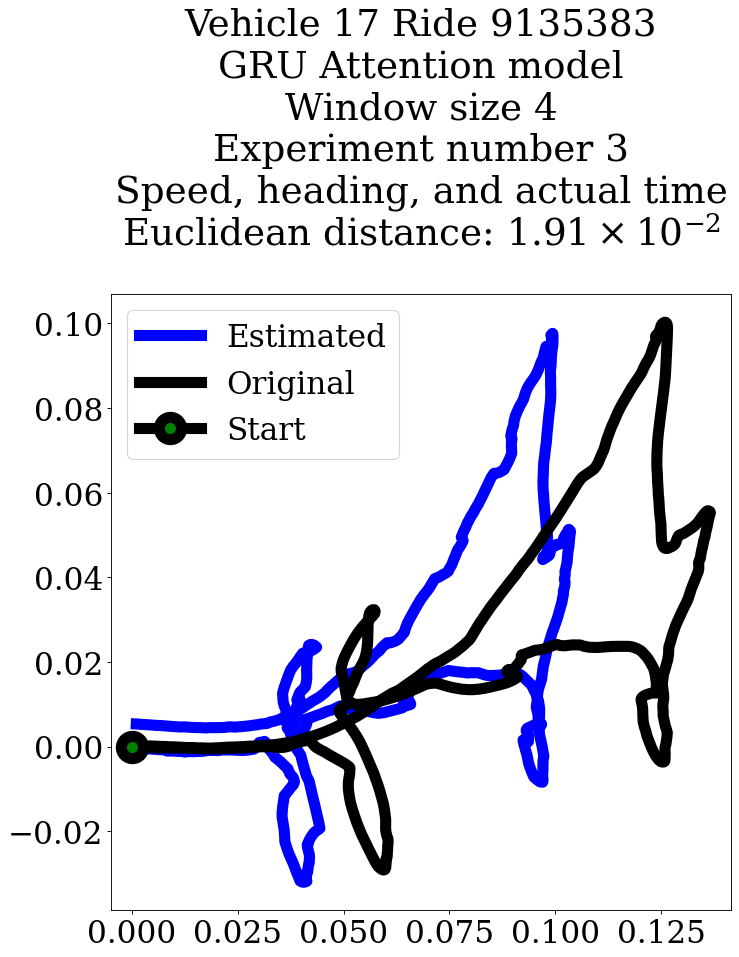 Vehicle 17 Ride 9135383
GRU Attention model
Window size 4
Experiment number 3
Speed, heading, and actual time
Euclidean distance: 1.91 × 10⁻²
Estimated
Original
Start
0.10
0.08
0.06
0.04
0.02
0.00
−0.02
0.000 0.025 0.050 0.075 0.100 0.125